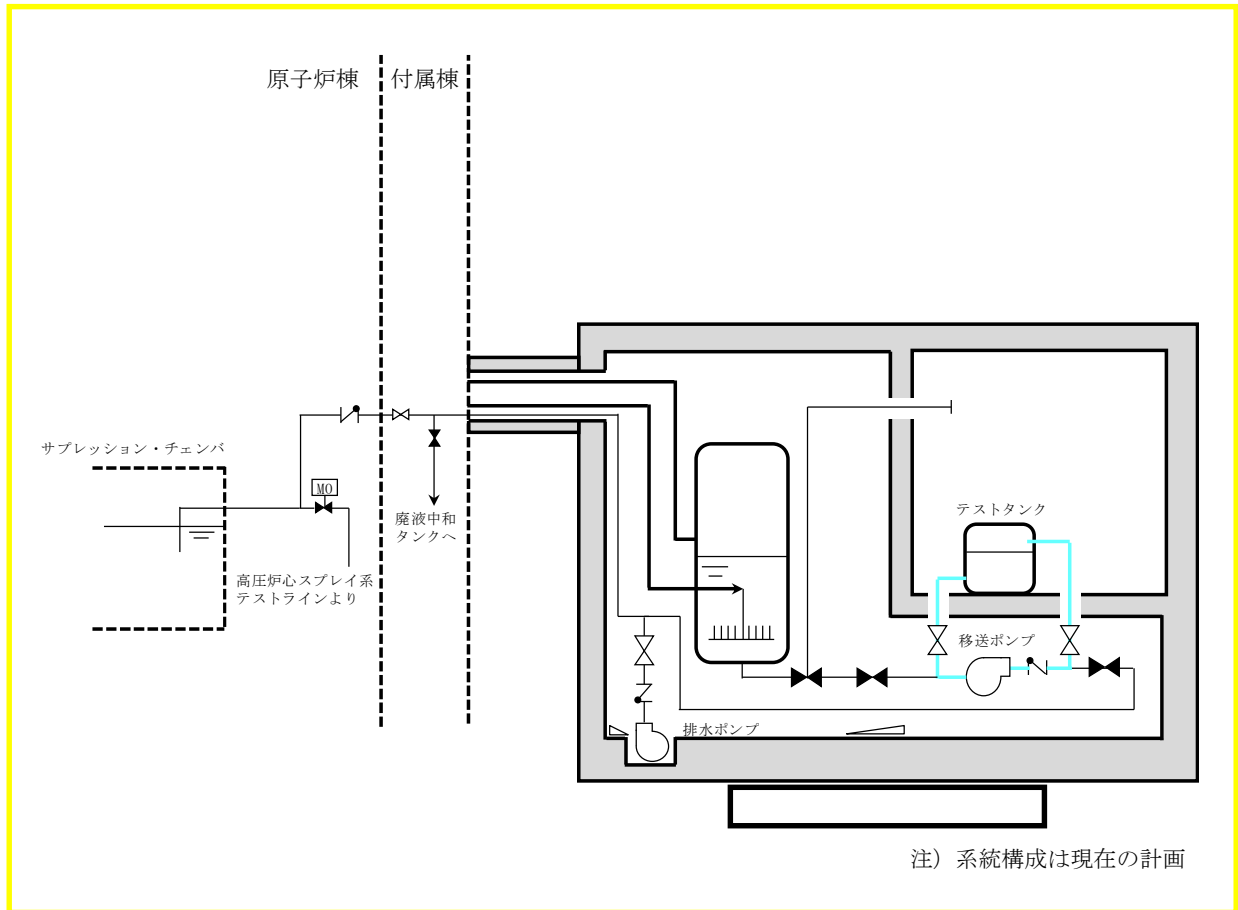 原子炉棟
付属棟
サプレッション・チェンバ
MO
高圧炉心スプレイ系
テストラインより
廃液中和
タンクへ
テストタンク
移送ポンプ
排水ポンプ
注）系統構成は現在の計画